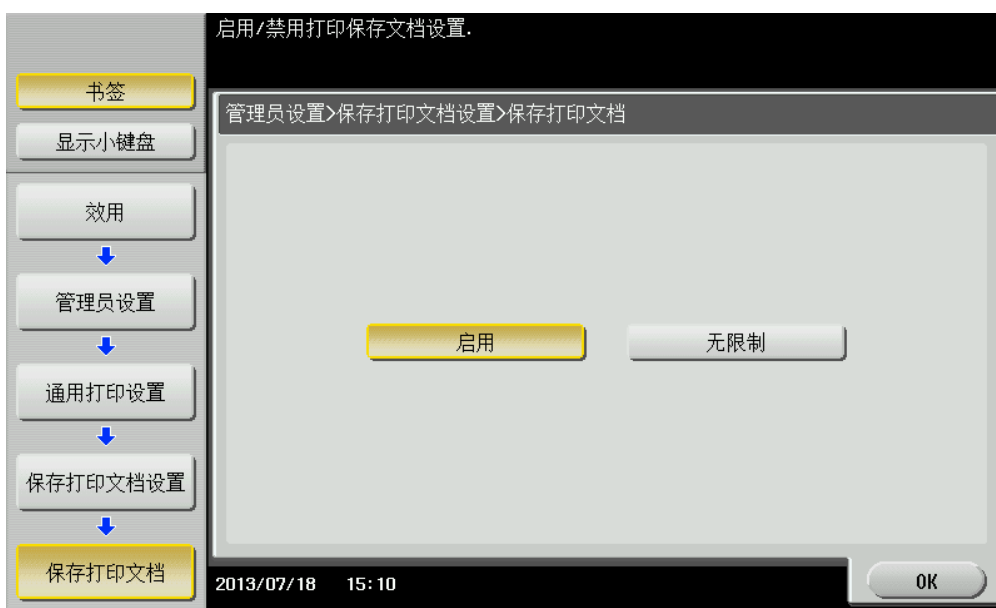 启用/禁用打印保存文档设置.
书签
显示小键盘
效用
管理员设置
通用打印设置
保存打印文档设置
保存打印文档
管理员设置>保存打印文档设置>保存打印文档
启用
无限制
2013/07/18 15:10
OK